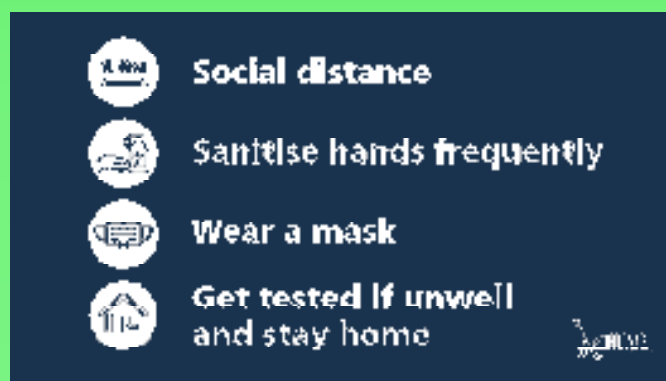 Social distance
Sanitise hands frequently
Wear a mask
Get tested if unwell
and stay home